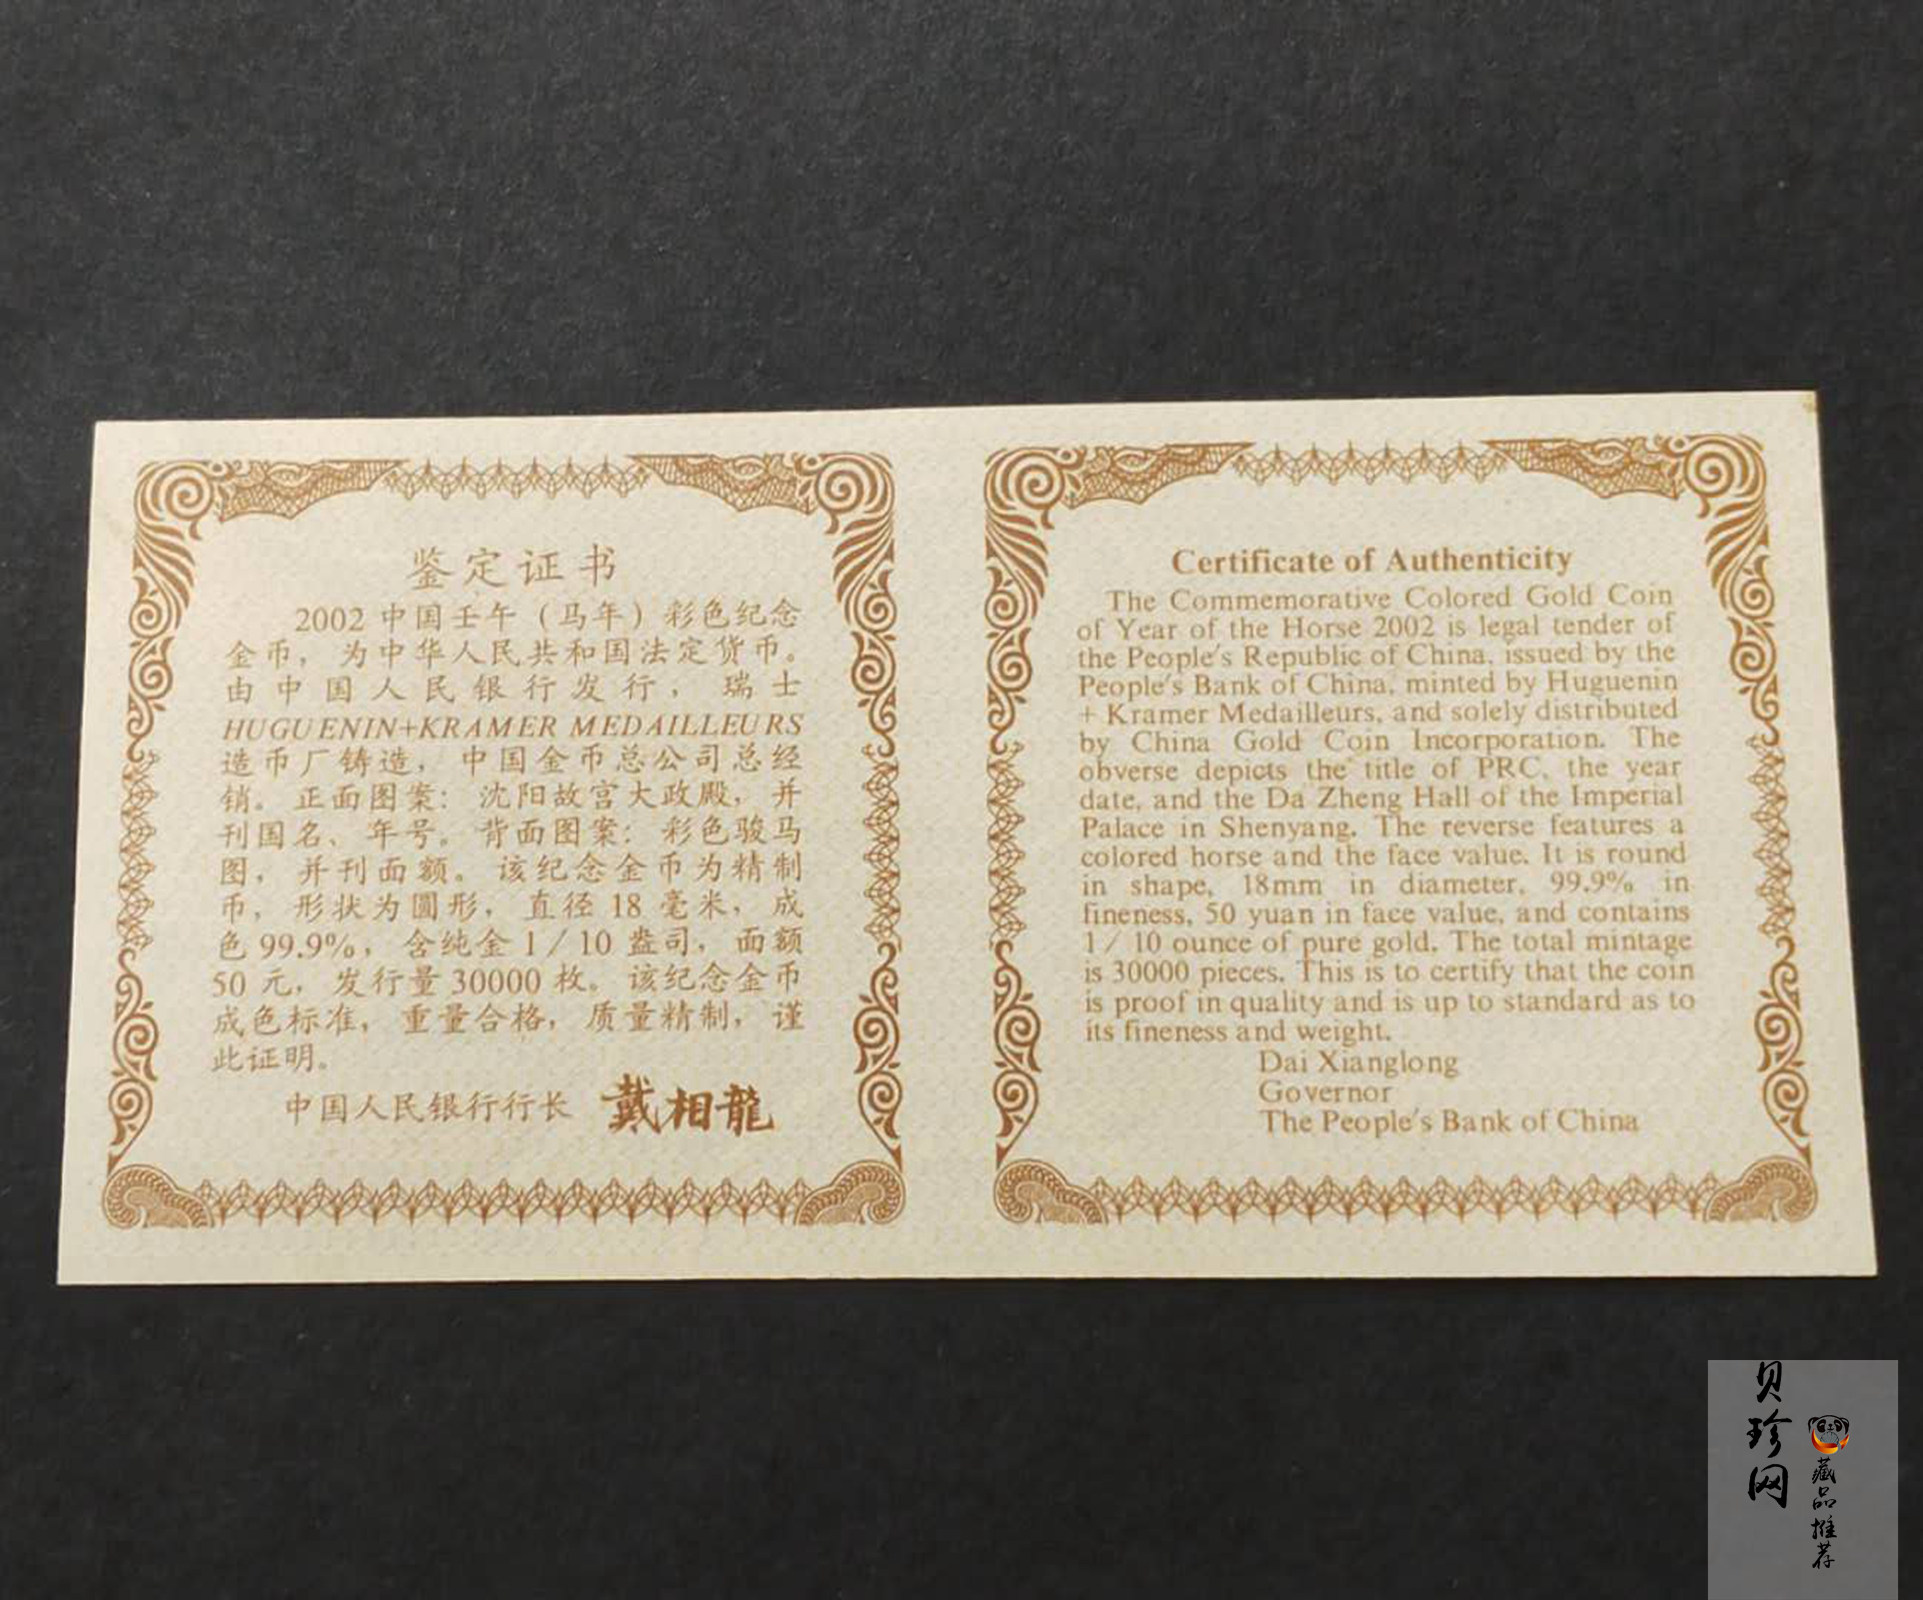 鉴定证书
2002 中国壬午（马年）彩色纪念
金币，为中华人民共和国法定货币。
由中国人民银行发行，瑞士
HUGUENIN+KRAMER MEDAILLEURS
造币厂铸造，中国金币总公司总经
销。正面图案：沈阳故宫大政殿，并
刊国名、年号。背面图案：彩色骏马
图，并刊面额。该纪念金币为精制
币，形状为圆形，直径 18 毫米，成
色 99.9%，含纯金 1／10 盎司，面额
50 元，发行量 30000 枚。该纪念金币
成色标准，重量合格，质量精制，谨
此证明。
中国人民银行行长 戴相龍
Certificate of Authenticity
The Commemorative Colored Gold Coin
of Year of the Horse 2002 is legal tender of
the People's Republic of China, issued by the
People's Bank of China, minted by Huguenin
+ Kramer Medailleurs, and solely distributed
by China Gold Coin Incorporation. The
obverse depicts the title of PRC, the year
date, and the Da Zheng Hall of the Imperial
Palace in Shenyang. The reverse features a
colored horse and the face value. It is round
in shape, 18mm in diameter, 99.9% in
fineness, 50 yuan in face value, and contains
1／10 ounce of pure gold. The total mintage
is 30000 pieces. This is to certify that the coin
is proof in quality and is up to standard as to
its fineness and weight.
Dai Xianglong
Governor
The People's Bank of China
贝珍网
藏品推荐